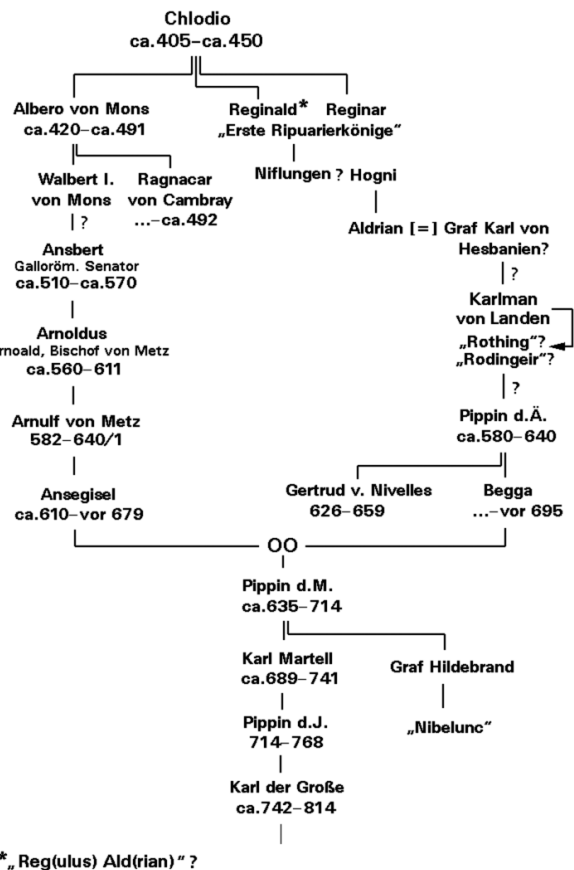 Chlodio
ca.405–ca.450
Albero von Mons
ca.420–ca.491
Reginald* Reginar
„Erste Ripuarierkönige“
Walbert I.
von Mons
Ragnacar
von Cambray
...–ca.492
Niflungen ? Hogni
?
Aldrian [=] Graf Karl von
Hesbanien?
Ansbert
Galloröm. Senator
ca.510–ca.570
?
Karlman
von Landen
„Rothing“?
„Rodingeir“?
Arnoldus
rnoald, Bischof von Metz
ca.560–611
?
Arnulf von Metz
582–640/1
Pippin d.Ä.
ca.580–640
Ansegisel
ca.610–vor 679
Gertrud v. Nivelles
626–659
Begga
...–vor 695
OO
Pippin d.M.
ca.635–714
Karl Martell
ca.689–741
Graf Hildebrand
Pippin d.J.
714–768
„Nibelunc“
Karl der Große
ca.742–814
*„ Reg(ulus) Ald(rian) “ ?